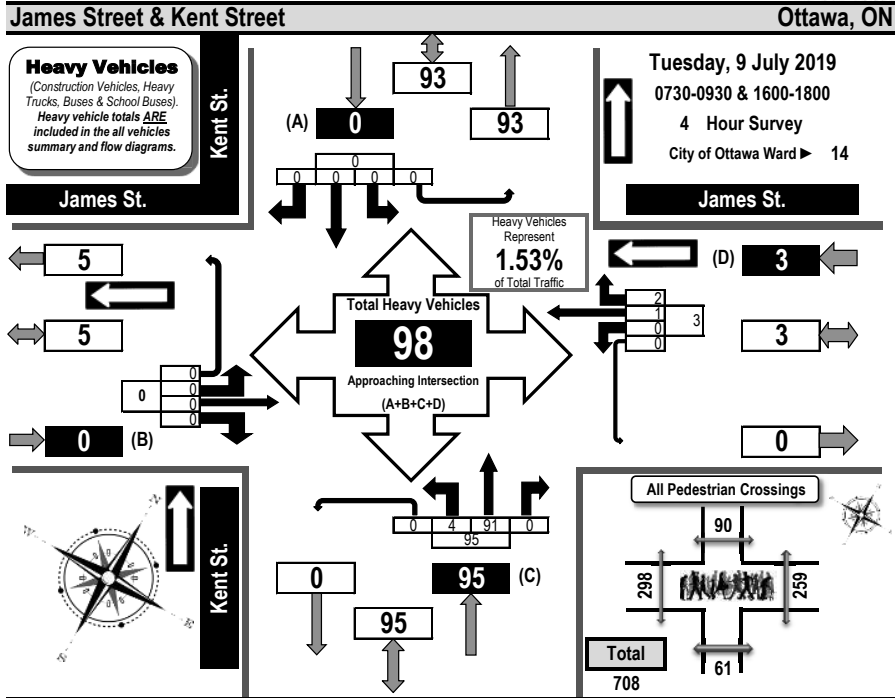 James Street & Kent Street
Ottawa, ON
Heavy Vehicles
(Construction Vehicles, Heavy
Trucks, Buses & School Buses).
Heavy vehicle totals ARE
included in the all vehicles
summary and flow diagrams.
Kent St.
James St.
93
(A)
0
93
0
0 0 0 0
Tuesday, 9 July 2019
0730-0930 & 1600-1800
4 Hour Survey
City of Ottawa Ward ► 14
James St.
Heavy Vehicles
Represent
1.53%
of Total Traffic
5
5
0
0
0
0
0
0
(B)
Total Heavy Vehicles
98
Approaching Intersection
(A+B+C+D)
(D)
3
2
1
0
0
3
3
0
N
E
S
W
Kent St.
0 4 91 0
95
0
95
(C)
95
All Pedestrian Crossings
90
298
259
61
Total
708
N
E
S
W